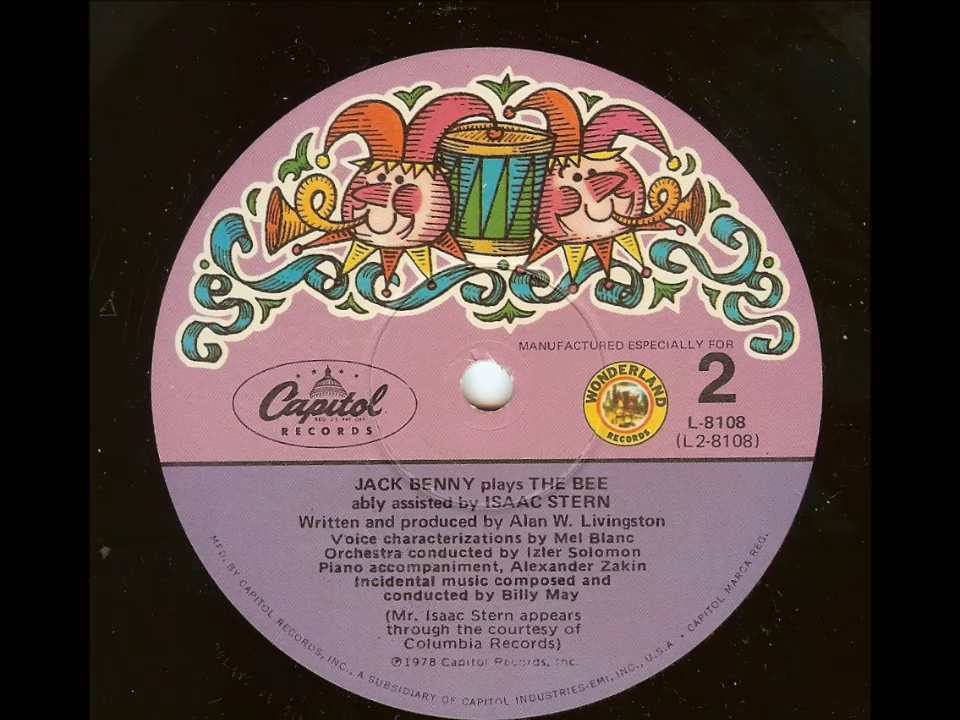 MANUFACTURED ESPECIALLY FOR
WONDERLAND
RECORDS
2
L-8108
(L2-8108)
Capitol
RECORDS
JACK BENNY plays THE BEE
ably assisted by ISAAC STERN
Written and produced by Alan W. Livingston
Voice characterizations by Mel Blanc
Orchestra conducted by Izler Solomon
Piano accompaniment, Alexander Zakin
Incidental music composed and
conducted by Billy May
(Mr. Isaac Stern appears
through the courtesy of
Columbia Records)
℗1978 Capitol Records, Inc.
MFD. BY CAPITOL RECORDS, INC., A SUBSIDIARY OF CAPITOL INDUSTRIES-EMI, INC., U.S.A. • CAPITOL MARCA REG.